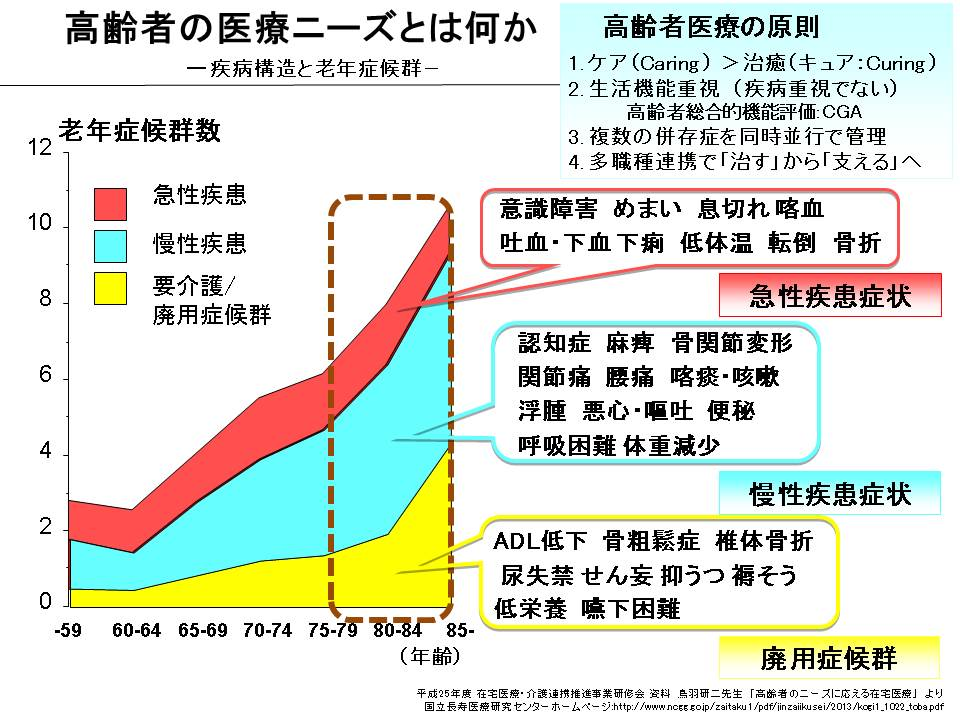 高齢者の医療ニーズとは何か
－疾病構造と老年症候群－
高齢者医療の原則
1.ケア（Caring）＞治癒（キュア：Curing）
2.生活機能重視（疾病重視でない）
高齢者総合的機能評価:CGA
3.複数の併存症を同時並行で管理
4.多職種連携で「治す」から「支える」へ
老年症候群数
12
10
8
6
4
2
0
急性疾患
慢性疾患
要介護/
廃用症候群
意識障害 めまい 息切れ 喀血
吐血・下血 下痢 低体温 転倒 骨折
急性疾患症状
認知症 麻痺 骨関節変形
関節痛 腰痛 喀痰・咳嗽
浮腫 悪心・嘔吐 便秘
呼吸困難 体重減少
慢性疾患症状
ADL低下 骨粗鬆症 椎体骨折
尿失禁 せん妄 抑うつ 褥そう
低栄養 嚥下困難
廃用症候群
-59 60-64 65-69 70-74 75-79 80-84 85-
（年齢）
平成25年度 在宅医療・介護連携推進事業研修会 資料 鳥羽研二先生 「高齢者のニーズに応える在宅医療」 より
国立長寿医療研究センターホームページ:http://www.ncgg.go.jp/zaitaku1/pdf/jinzaiikusei/2013/kogi1_1022_toba.pdf